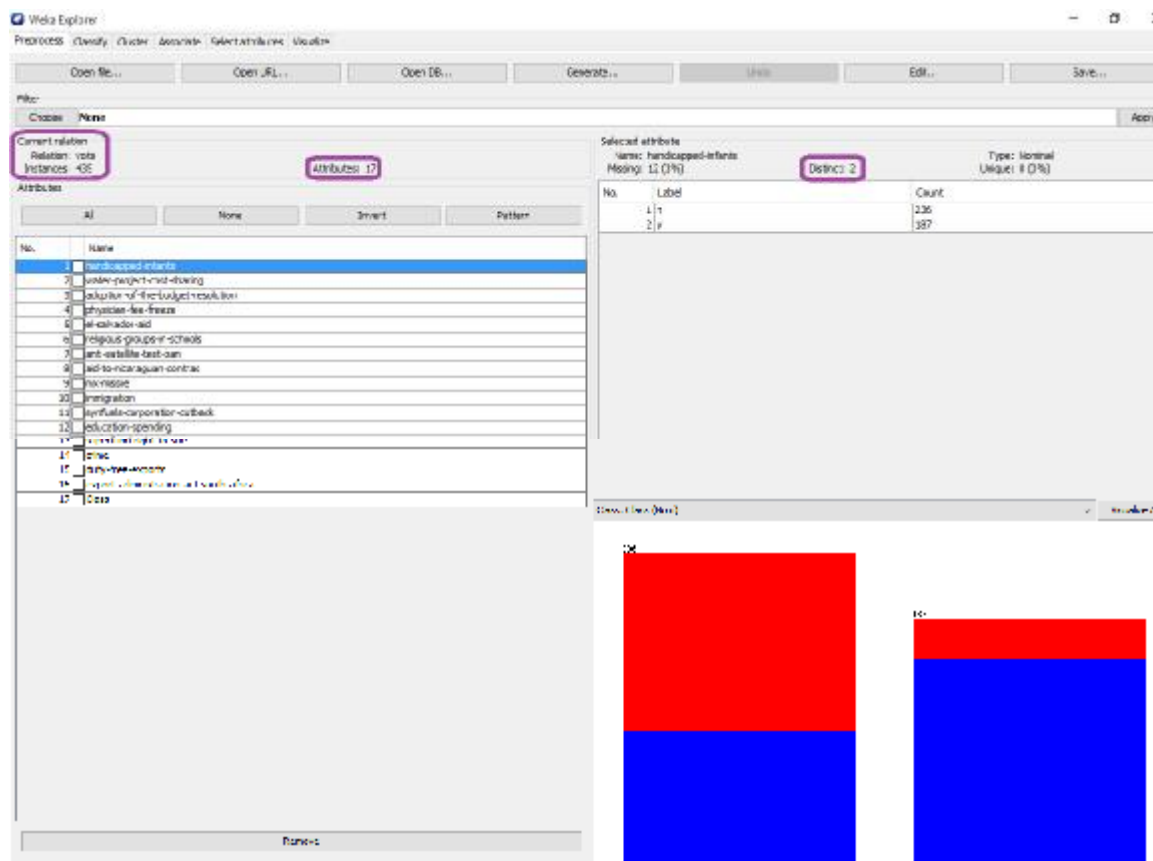 Weka Explorer
Preprocess Classify Cluster Associate Select attributes Visualize
Open file... Open URL... Open DB... Generate... Undo Edit... Save...
Filter
Choose None Apply
Current relation
Relation: vote
Instances: 435
Attributes: 17
Attributes
All None Invert Pattern
No. Name
1 handicapped-infants
2 water-project-cost-sharing
3 adoption-of-the-budget-resolution
4 physician-fee-freeze
5 el-salvador-aid
6 religious-groups-in-schools
7 anti-satellite-test-ban
8 aid-to-nicaraguan-contras
9 mx-missile
10 immigration
11 synfuels-corporation-cutback
12 education-spending
13
14 crime
15 duty-free-exports
16
17 Class
Remove
Selected attribute
Name: handicapped-infants Type: Nominal
Missing: 12 (3%) Distinct: 2 Unique: 0 (0%)
No. Label Count
1 n 236
2 y 187
Class: Class (Nom)